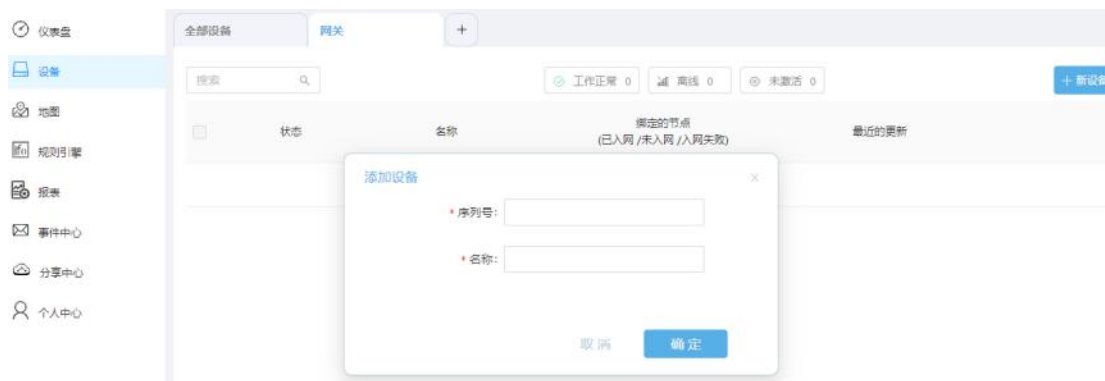 仪表盘
设备
地图
规则引擎
报表
事件中心
分享中心
个人中心
全部设备 网关 +
搜索
工作正常 0 离线 0 未激活 0
+ 新设备
状态 名称 绑定的节点 最近的更新
(已入网 /未入网 /入网失败)
添加设备 ×
* 序列号:
* 名称:
取 消 确 定